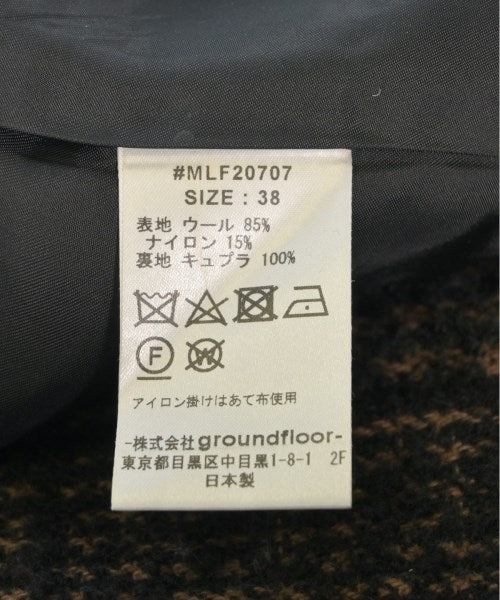 #MLF20707
SIZE : 38
表地 ウール 85%
ナイロン 15%
裏地 キュプラ 100%
F W
アイロン掛けはあて布使用
-株式会社groundfloor-
東京都目黒区中目黒1-8-1 2F
日本製